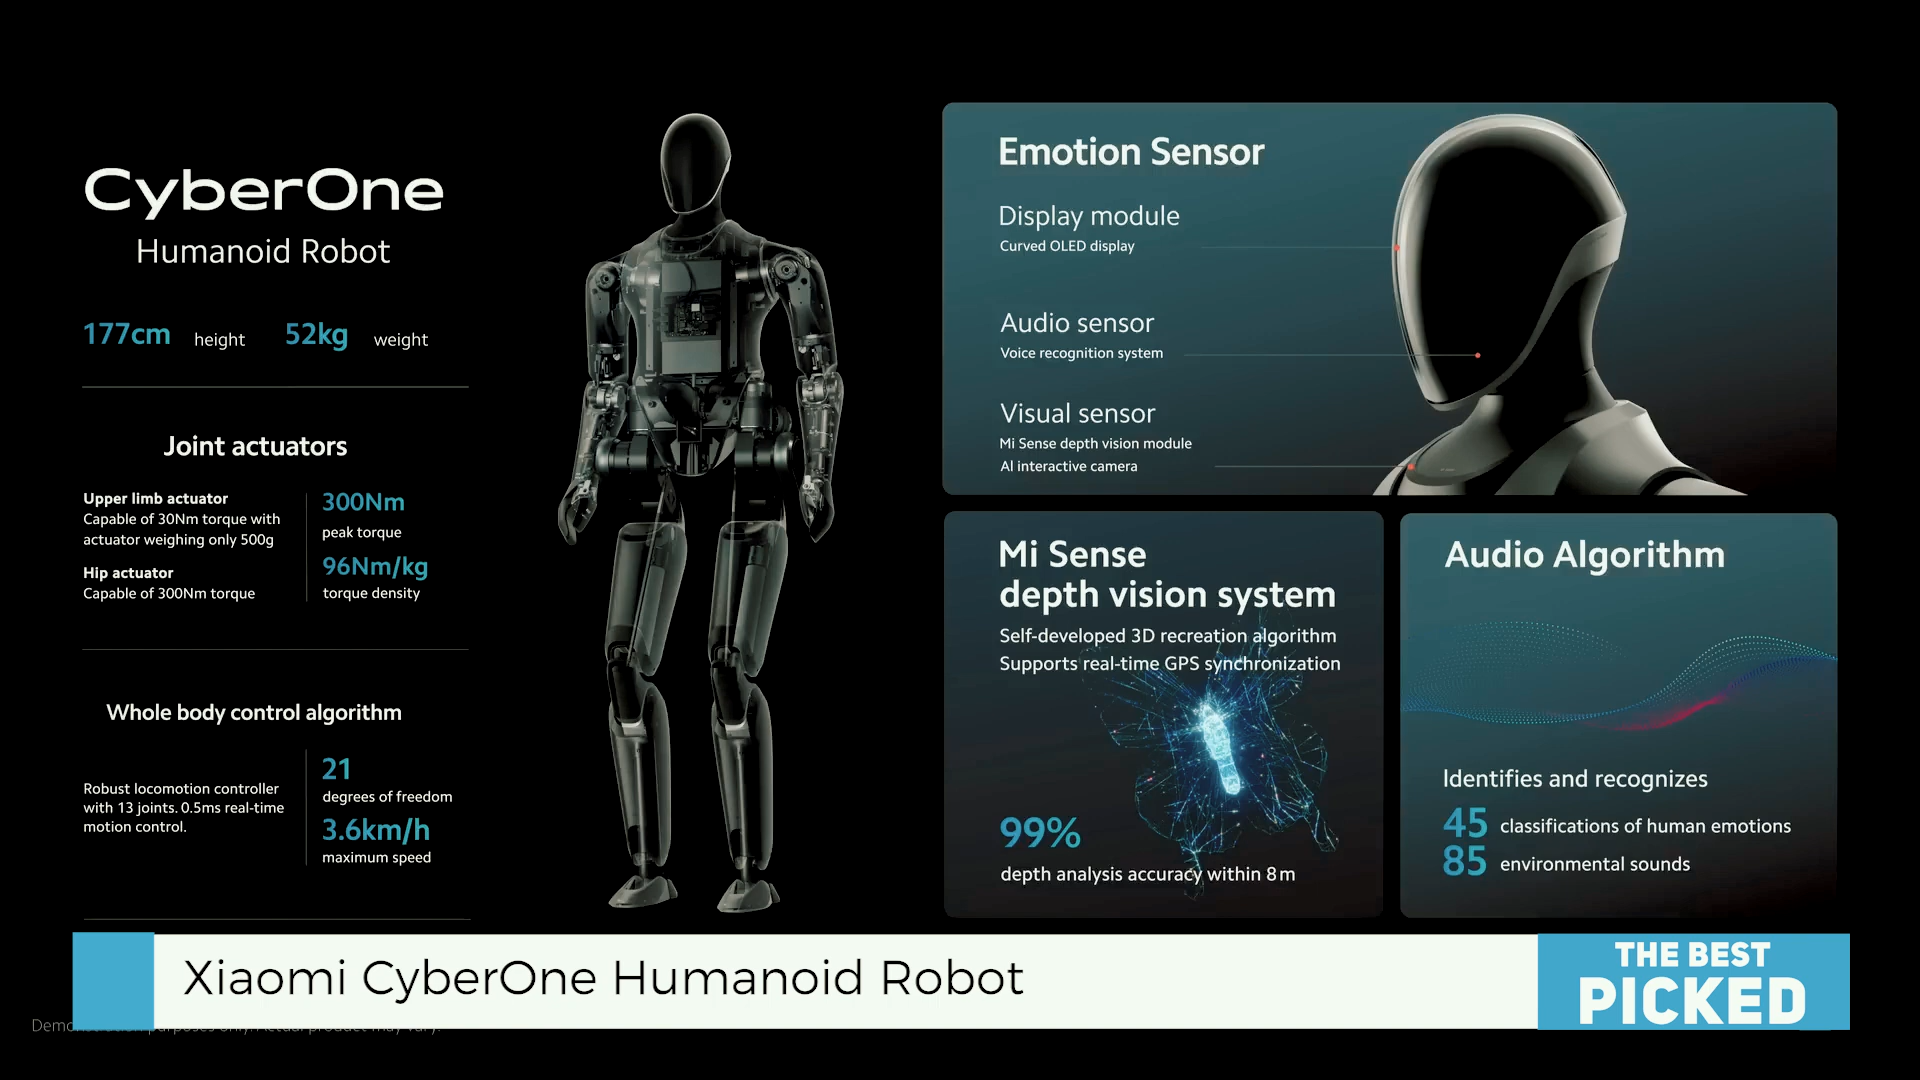 CyberOne
Humanoid Robot
177cm height 52kg weight
Joint actuators
Upper limb actuator
Capable of 30Nm torque with
actuator weighing only 500g
Hip actuator
Capable of 300Nm torque
300Nm
peak torque
96Nm/kg
torque density
Whole body control algorithm
Robust locomotion controller
with 13 joints. 0.5ms real-time
motion control.
21
degrees of freedom
3.6km/h
maximum speed
Emotion Sensor
Display module
Curved OLED display
Audio sensor
Voice recognition system
Visual sensor
Mi Sense depth vision module
AI interactive camera
Mi Sense
depth vision system
Self-developed 3D recreation algorithm
Supports real-time GPS synchronization
99%
depth analysis accuracy within 8m
Audio Algorithm
Identifies and recognizes
45 classifications of human emotions
85 environmental sounds
Xiaomi CyberOne Humanoid Robot
THE BEST
PICKED